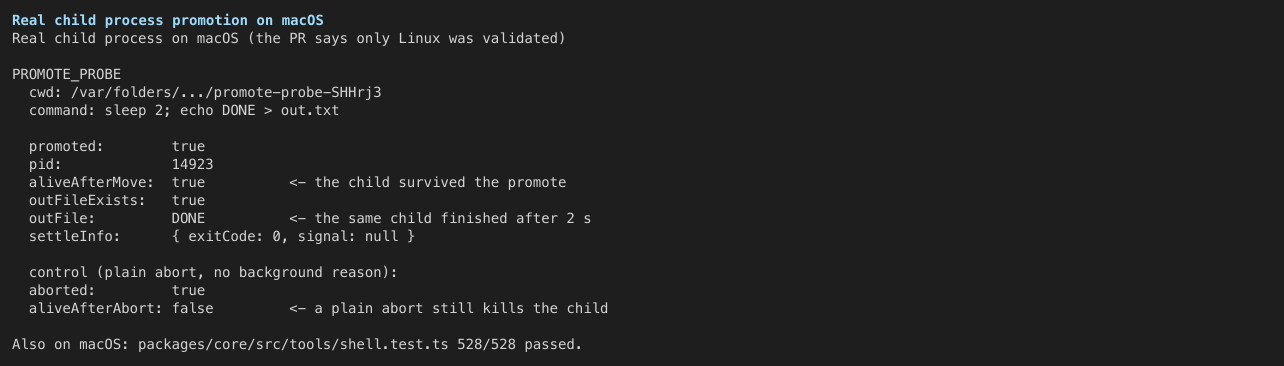 Real child process promotion on macOS
Real child process on macOS (the PR says only Linux was validated)
PROMOTE_PROBE
cwd: /var/folders/.../promote-probe-SHHrj3
command: sleep 2; echo DONE > out.txt
promoted: true
pid: 14923
aliveAfterMove: true <- the child survived the promote
outFileExists: true
outFile: DONE <- the same child finished after 2 s
settleInfo: { exitCode: 0, signal: null }
control (plain abort, no background reason):
aborted: true
aliveAfterAbort: false <- a plain abort still kills the child
Also on macOS: packages/core/src/tools/shell.test.ts 528/528 passed.